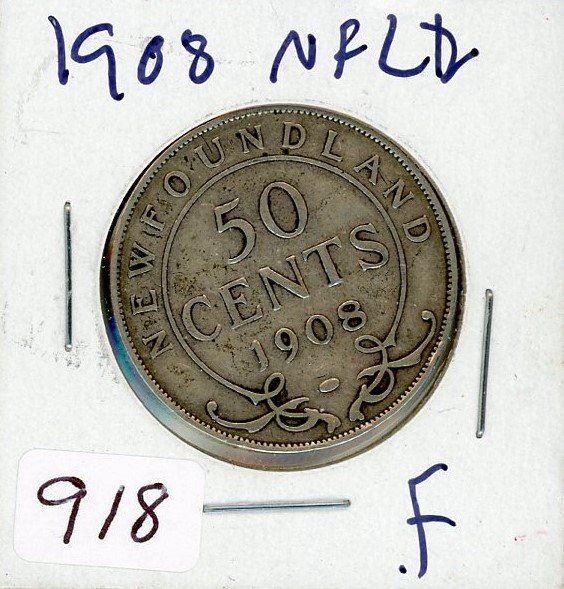 1908 NFLD
NEWFOUNDLAND
50
CENTS
1908
918
F